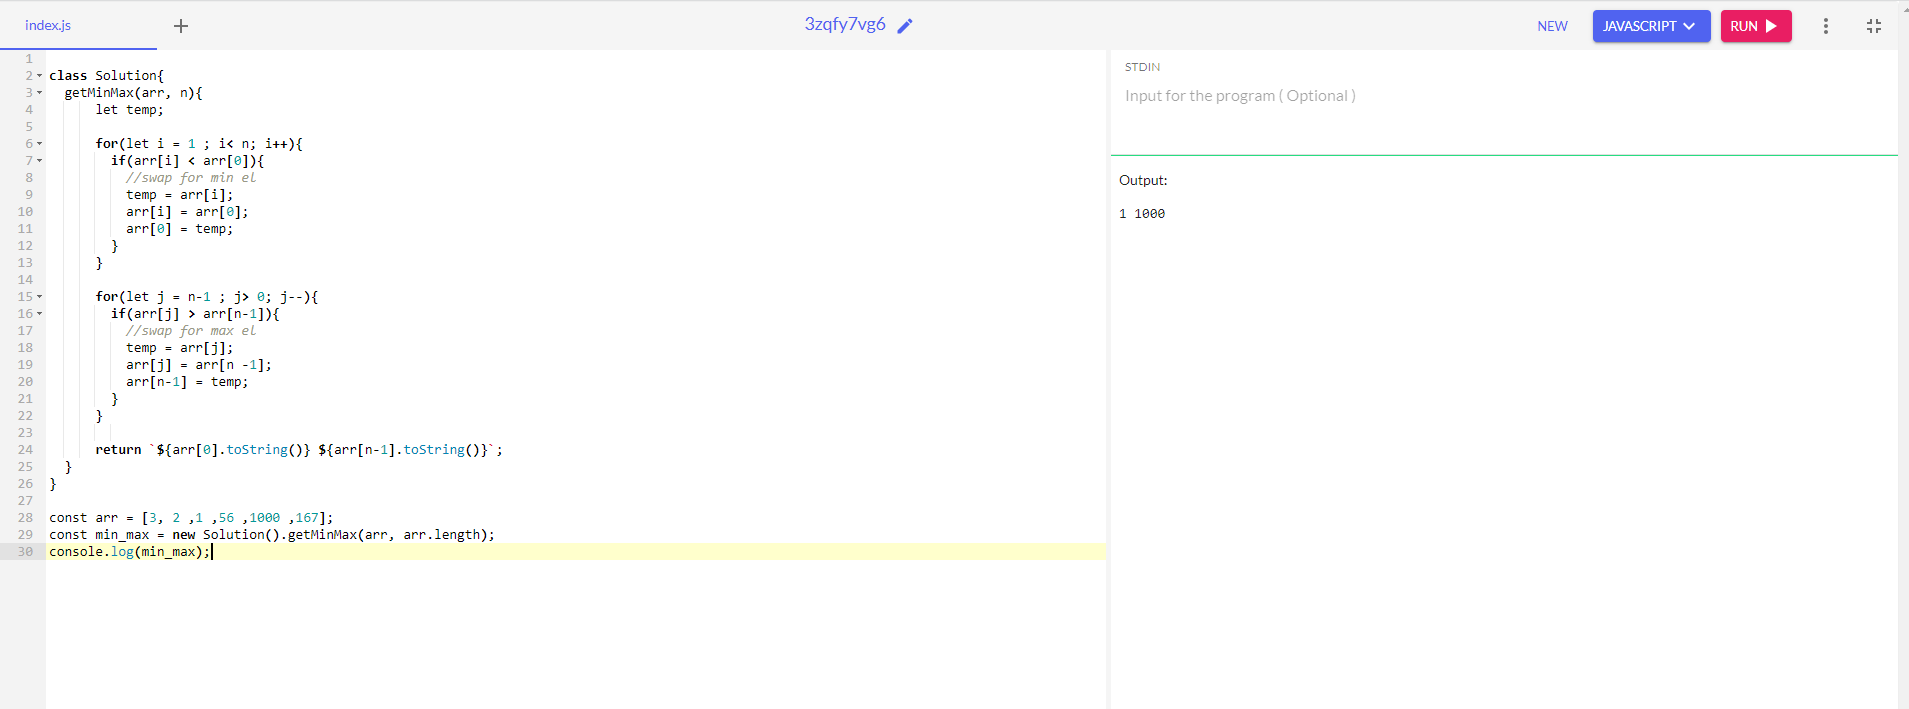 index.js + 3zqfy7vg6 NEW JAVASCRIPT RUN
1
2 class Solution{
3 getMinMax(arr, n){
4 let temp;
5
6 for(let i = 1 ; i< n; i++){
7 if(arr[i] < arr[0]){
8 //swap for min el
9 temp = arr[i];
10 arr[i] = arr[0];
11 arr[0] = temp;
12 }
13 }
14
15 for(let j = n-1 ; j> 0; j--){
16 if(arr[j] > arr[n-1]){
17 //swap for max el
18 temp = arr[j];
19 arr[j] = arr[n -1];
20 arr[n-1] = temp;
21 }
22 }
23
24 return `${arr[0].toString()} ${arr[n-1].toString()}`;
25 }
26 }
27
28 const arr = [3, 2 ,1 ,56 ,1000 ,167];
29 const min_max = new Solution().getMinMax(arr, arr.length);
30 console.log(min_max);
STDIN
Input for the program ( Optional )
Output:
1 1000